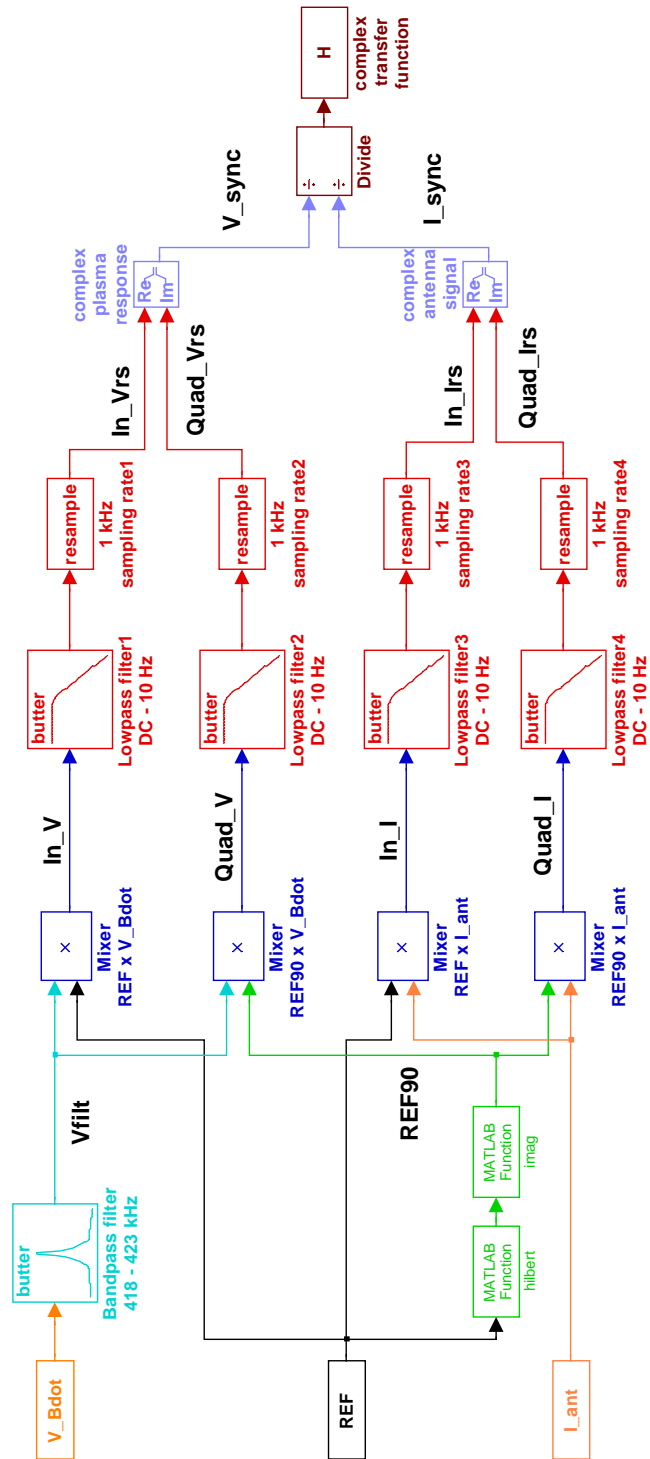 V_Bdot
butter
Bandpass filter
418 - 423 kHz
Vfilt
×
Mixer
REF x V_Bdot
In_V
butter
Lowpass filter1
DC - 10 Hz
resample
1 kHz
sampling rate1
In_Vrs
×
Mixer
REF90 x V_Bdot
Quad_V
butter
Lowpass filter2
DC - 10 Hz
resample
1 kHz
sampling rate2
Quad_Vrs
complex
plasma
response
Re
Im
V_sync
REF
MATLAB
Function
hilbert
MATLAB
Function
imag
REF90
×
Mixer
REF x I_ant
In_I
butter
Lowpass filter3
DC - 10 Hz
resample
1 kHz
sampling rate3
In_Irs
I_ant
×
Mixer
REF90 x I_ant
Quad_I
butter
Lowpass filter4
DC - 10 Hz
resample
1 kHz
sampling rate4
Quad_Irs
complex
antenna
signal
Re
Im
I_sync
÷
÷
Divide
H
complex
transfer
function